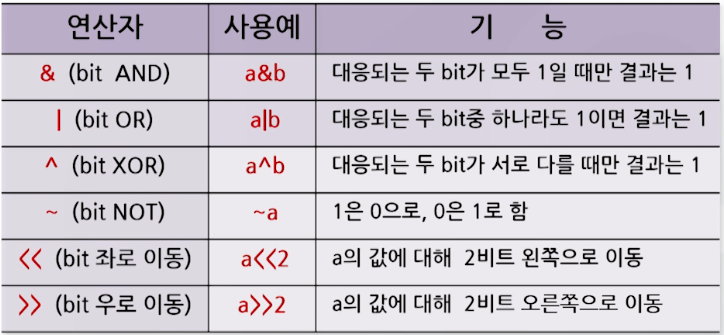 연산자 사용예 기 능
& (bit AND) a&b 대응되는 두 bit가 모두 1일 때만 결과는 1
| (bit OR) a|b 대응되는 두 bit중 하나라도 1이면 결과는 1
^ (bit XOR) a^b 대응되는 두 bit가 서로 다를 때만 결과는 1
~ (bit NOT) ~a 1은 0으로, 0은 1로 함
<< (bit 좌로 이동) a<<2 a의 값에 대해 2비트 왼쪽으로 이동
>> (bit 우로 이동) a>>2 a의 값에 대해 2비트 오른쪽으로 이동